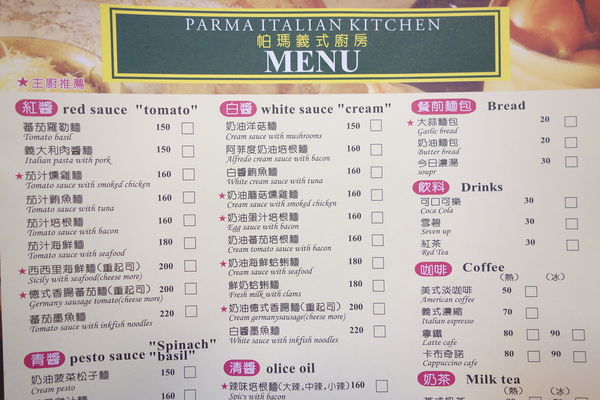 PARMA ITALIAN KITCHEN
帕瑪義式廚房
MENU
★主廚推薦
紅醬 red sauce "tomato"
蕃茄羅勒麵 150
Tomato basil
義大利肉醬麵 150
Italian pasta with pork
★茄汁燻雞麵 160
Tomato sauce with smoked chicken
茄汁鮪魚麵 160
Tomato sauce with tuna
茄汁培根麵 160
Tomato sauce with bacon
茄汁海鮮麵 180
Tomato sauce with seafood
★西西里海鮮麵(重起司) 200
Sicily with seafood(cheese more)
★德式香腸蕃茄麵(重起司) 200
Germany sausage tomato(cheese more)
蕃茄墨魚麵 220
Tomato sauce with inkfish noodles
青醬 pesto sauce "Spinach" "basil"
奶油菠菜松子麵 150
Cream pesto
白醬 white sauce "cream"
奶油洋菇麵 150
Cream sauce with mushrooms
阿菲度奶油培根麵 160
Alfredo cream sauce with bacon
白醬鮪魚麵 160
White cream sauce with tuna
★奶油蘑菇燻雞麵 160
Cream sauce with smoked chicken
★奶油蛋汁培根麵 160
Egg sauce with bacon
奶油蕃茄培根麵 160
Cream tomato sauce with bacon
★奶油海鮮蛤蜊麵 180
Cream sauce with seafood
鮮奶蛤蜊麵 180
Fresh milk with clams
★奶油德式香腸麵(重起司) 200
Cream germanysausage(cheese more)
白醬墨魚麵 220
White sauce with inkfish noodles
清醬 olice oil
★辣味培根麵(大辣,中辣,小辣) 160
Spicy with bacon
餐前麵包 Bread
★大蒜麵包 20
Garlic bread
奶油麵包 20
Butter bread
今日濃湯 30
soupr
飲料 Drinks
可口可樂 30
Coca Cola
雪碧 30
Seven up
紅茶 30
Red Tea
咖啡 Coffee
(熱) (冰)
美式淡咖啡 50
American coffee
義式濃縮 70
Italian espresso
拿鐵 80 90
Latte cafe
卡布奇諾 80 90
Cappuccino cafe
奶茶 Milk tea
(熱) (冰)